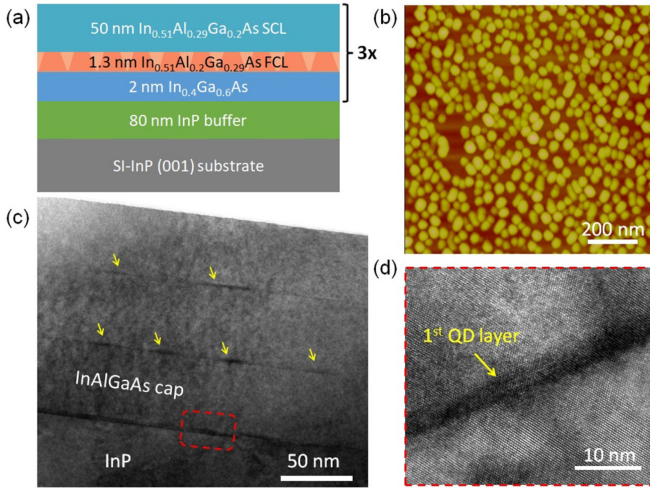 (a)
50 nm In0.51Al0.29Ga0.2As SCL
1.3 nm In0.51Al0.2Ga0.29As FCL
2 nm In0.4Ga0.6As
3x
80 nm InP buffer
SI-InP (001) substrate
(b)
200 nm
(c)
InAlGaAs cap
InP
50 nm
(d)
1st QD layer
10 nm